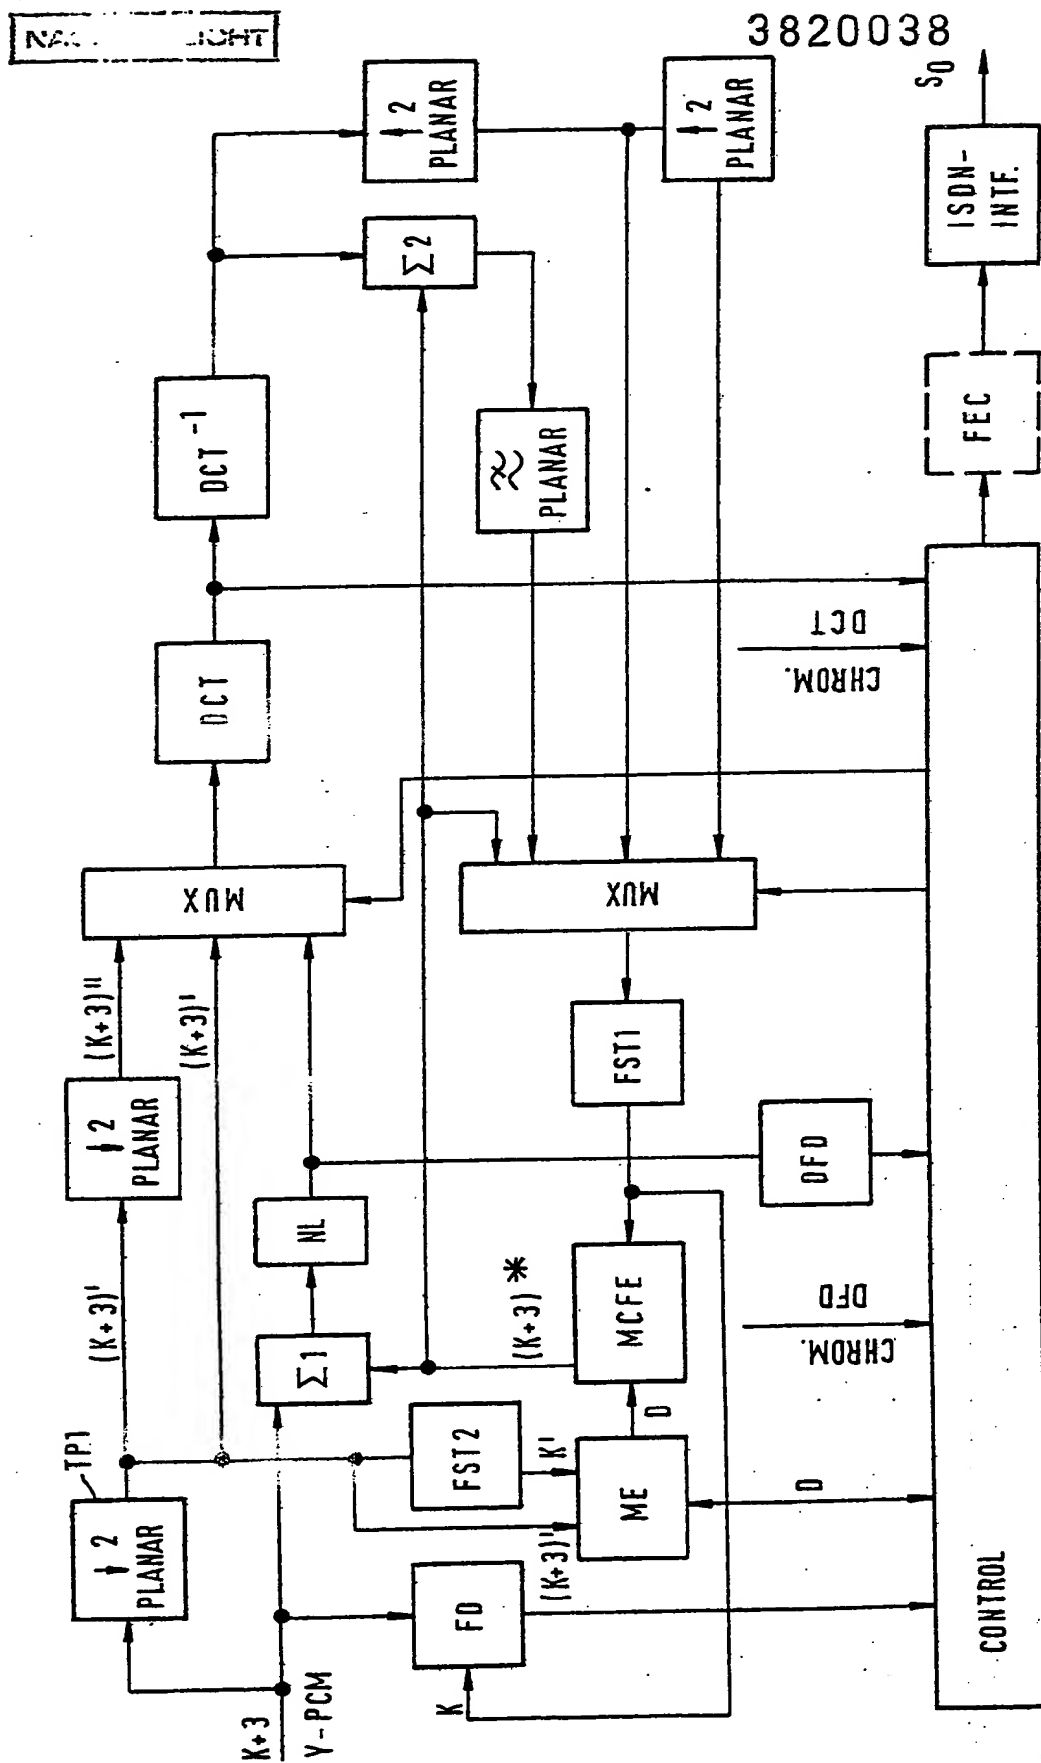 3820038
K+3
Y-PCM
TP1
↓2
PLANAR
(K+3)'
↓2
PLANAR
(K+3)"
(K+3)'
MUX
DCT
DCT⁻¹
Σ1
NL
Σ2
↑2
PLANAR
↑2
PLANAR
PLANAR
FD
K
FST2
K'
(K+3)'
ME
D
D
MCFE
(K+3)*
FST1
MUX
DFD
CHROM.
DFD
CHROM.
DCT
CONTROL
FEC
ISDN-
INTF.
S0